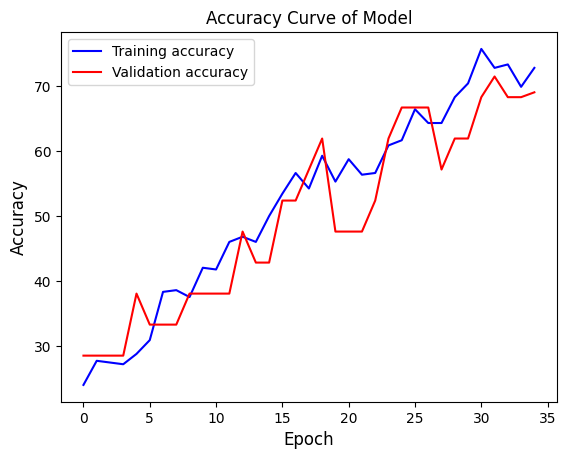 Accuracy Curve of Model
Training accuracy
Validation accuracy
Accuracy
70
60
50
40
30
0 5 10 15 20 25 30 35
Epoch